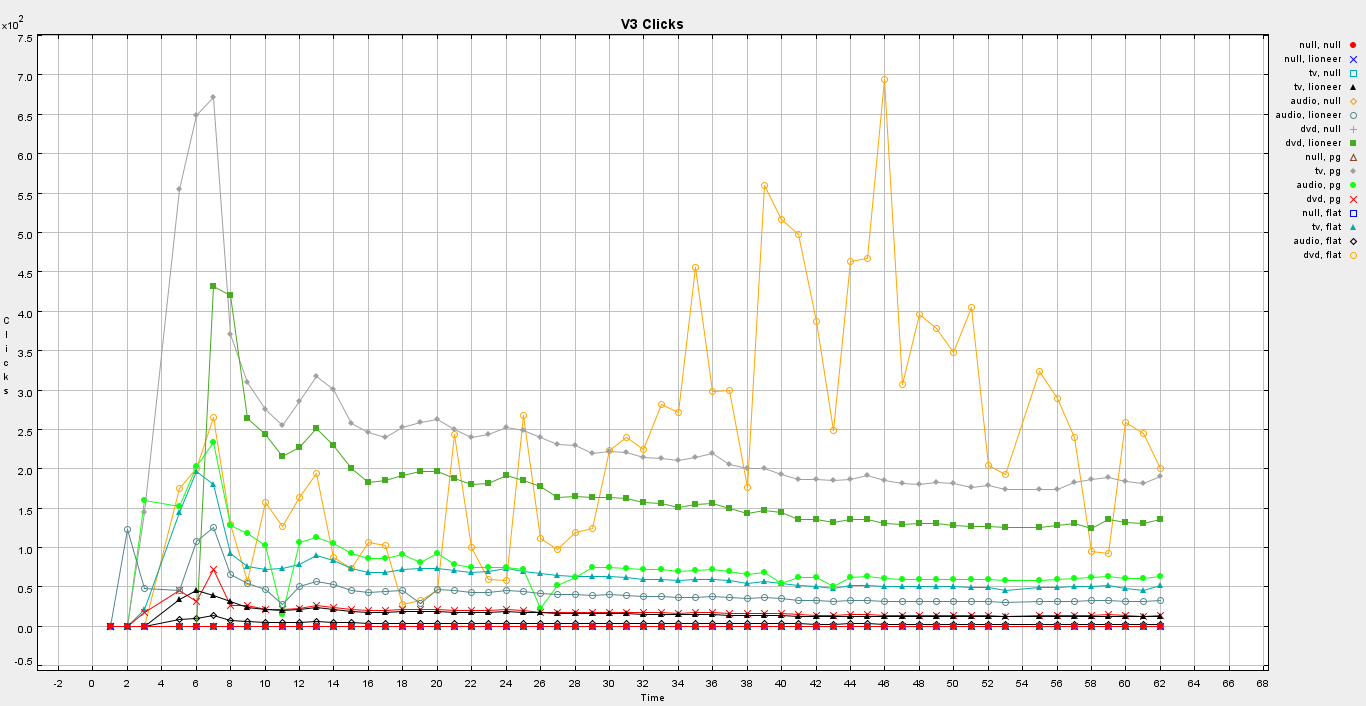 V3 Clicks
x10^2
7.5
7.0
6.5
6.0
5.5
5.0
4.5
4.0
3.5
3.0
2.5
2.0
1.5
1.0
0.5
0.0
-0.5
Clicks
-2 0 2 4 6 8 10 12 14 16 18 20 22 24 26 28 30 32 34 36 38 40 42 44 46 48 50 52 54 56 58 60 62 64 66 68
Time
null, null
null, lioneer
tv, null
tv, lioneer
audio, null
audio, lioneer
dvd, null
dvd, lioneer
null, pg
tv, pg
audio, pg
dvd, pg
null, flat
tv, flat
audio, flat
dvd, flat